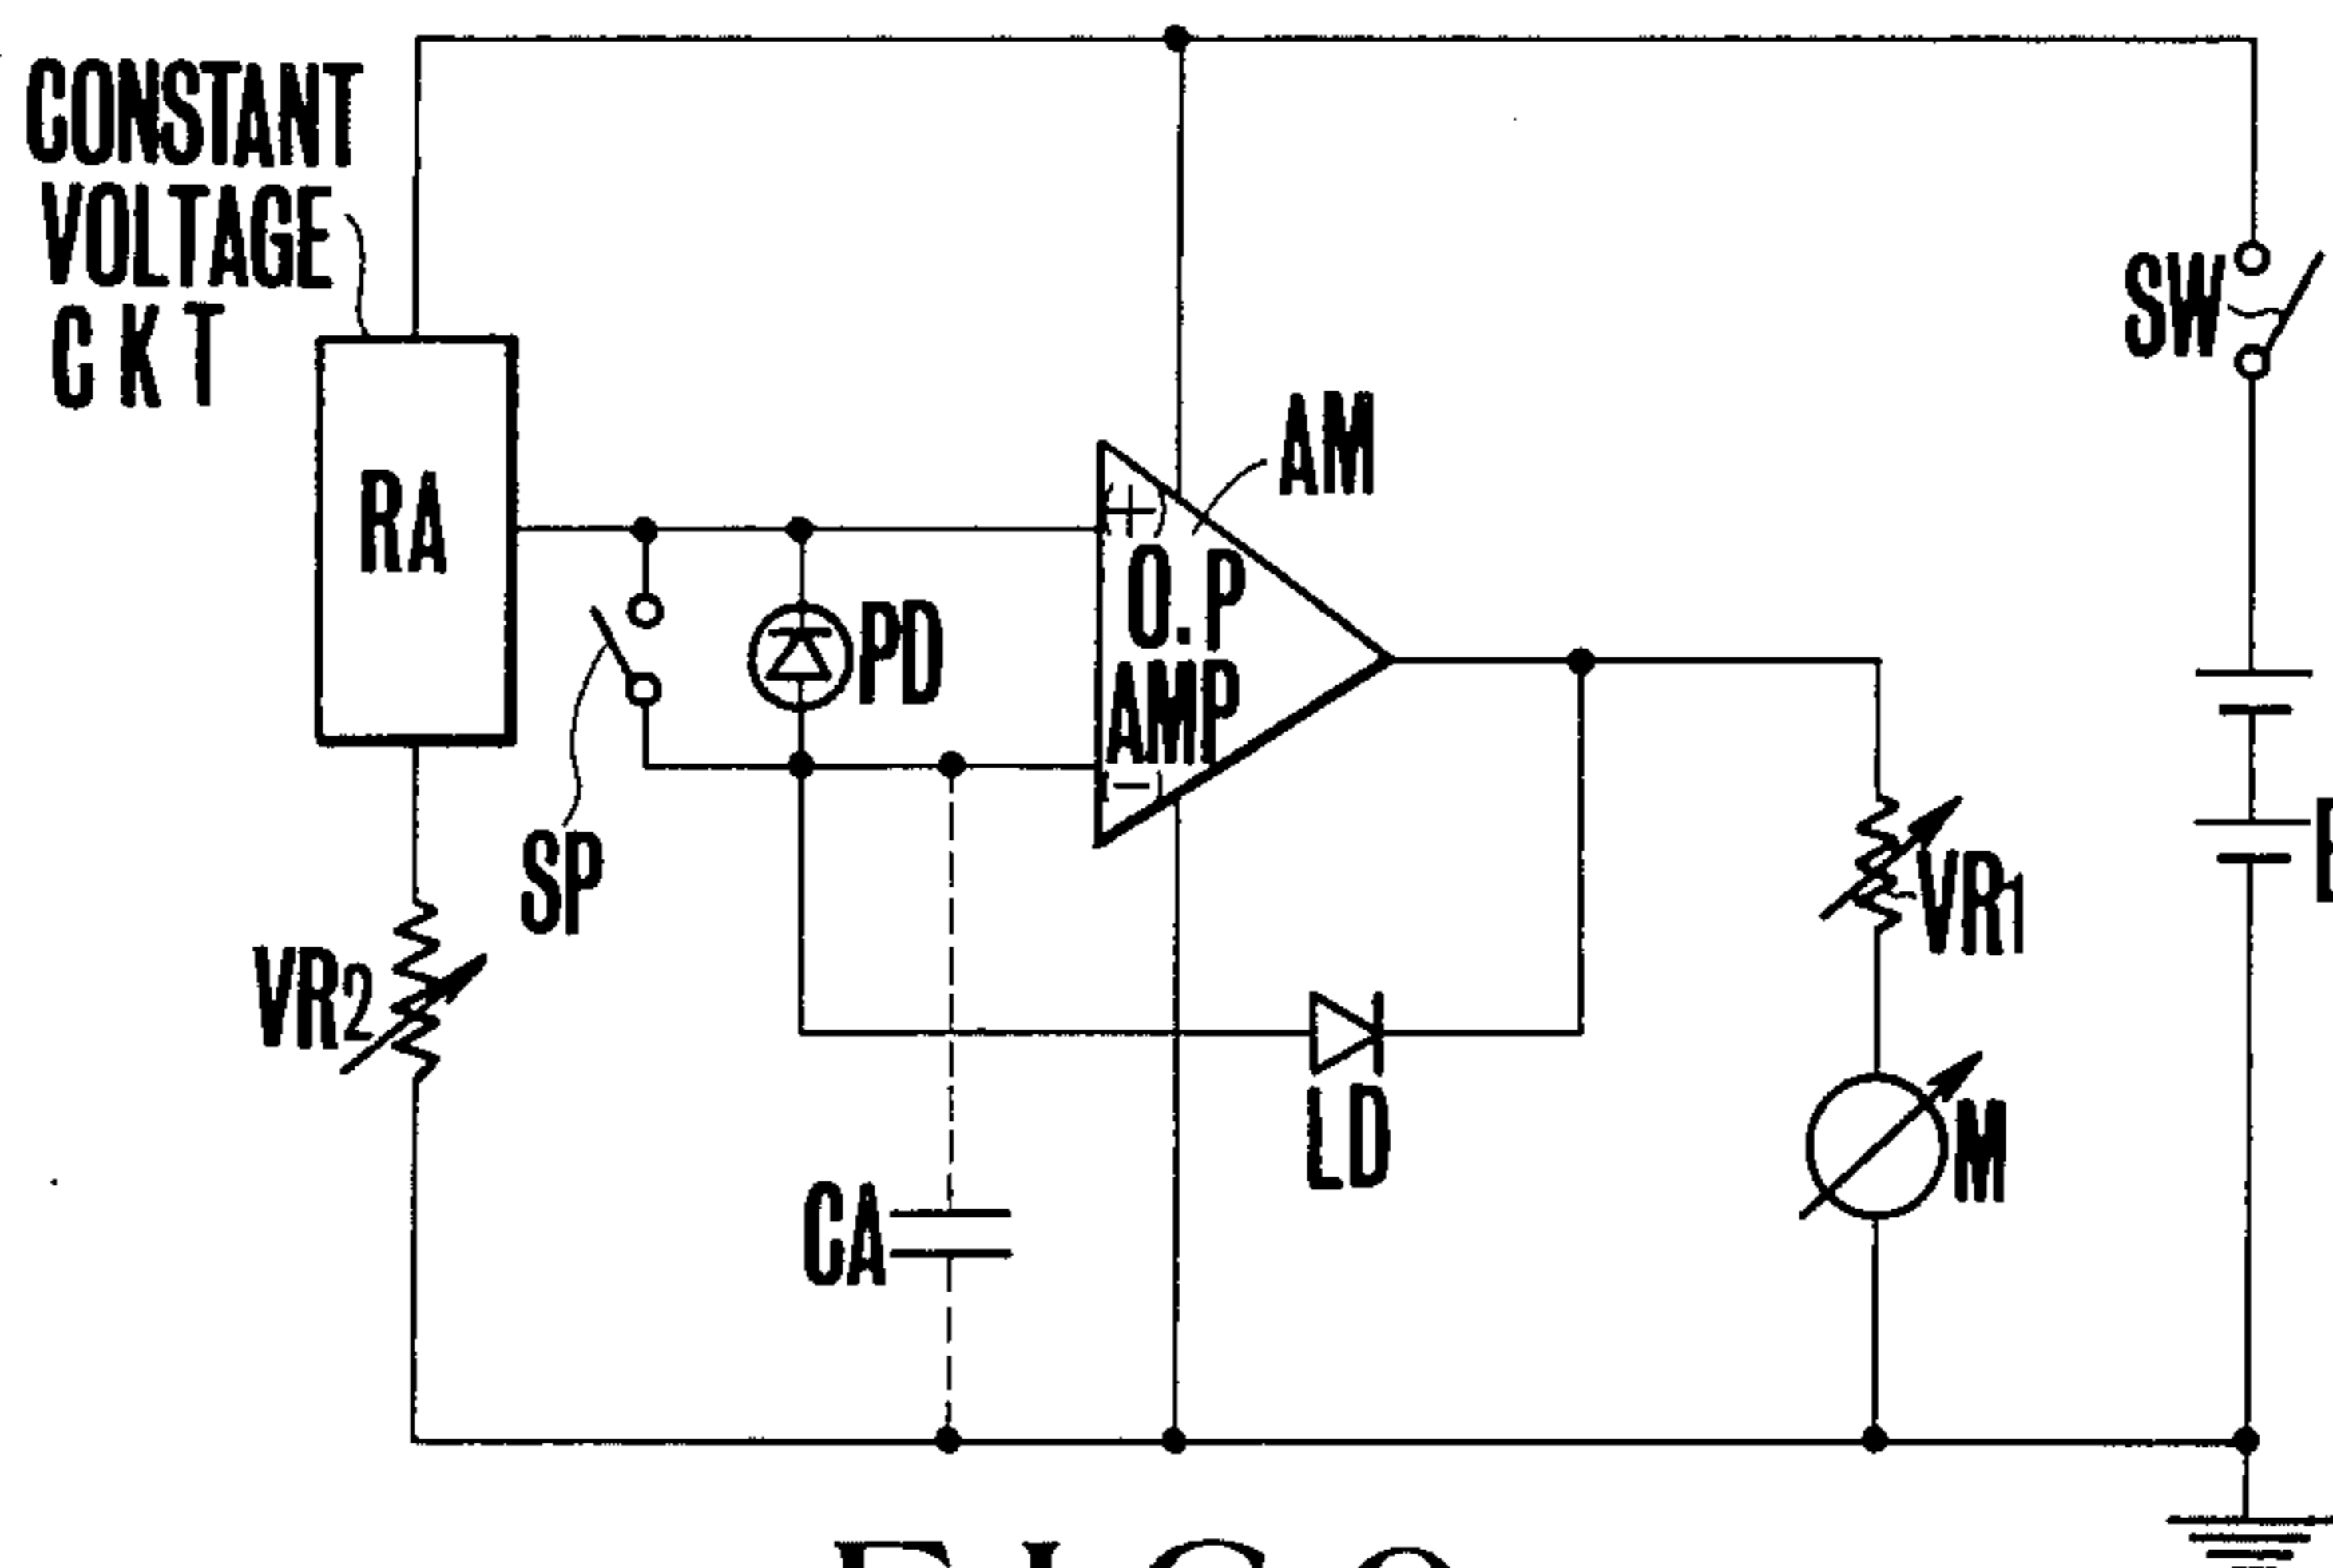 CONSTANT
VOLTAGE
CKT
RA
SW
AM
(+)
O.P
AMP
(-)
PD
SP
VR1
VR2
LD
M
CA